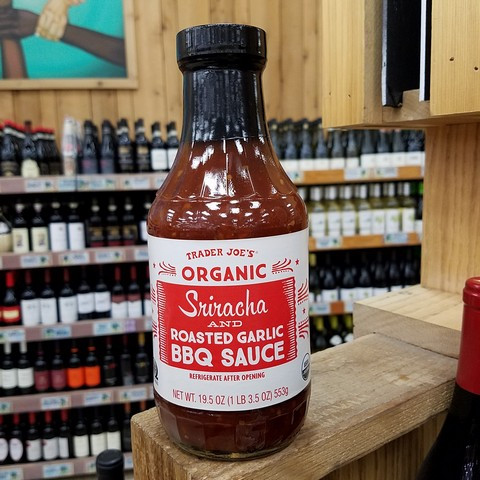 TRADER JOE'S
ORGANIC
Sriracha
AND
ROASTED GARLIC
BBQ SAUCE
REFRIGERATE AFTER OPENING
NET WT. 19.5 OZ (1 LB 3.5 OZ) 553g